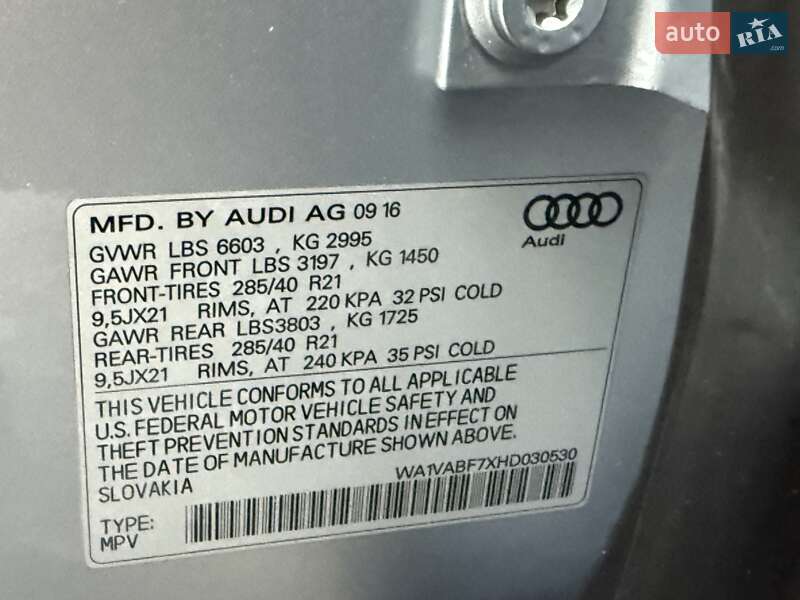 auto RIA
.com
MFD. BY AUDI AG 09 16
Audi
GVWR LBS 6603 , KG 2995
GAWR FRONT LBS 3197 , KG 1450
FRONT-TIRES 285/40 R21
9,5JX21 RIMS, AT 220 KPA 32 PSI COLD
GAWR REAR LBS3803 , KG 1725
REAR-TIRES 285/40 R21
9,5JX21 RIMS, AT 240 KPA 35 PSI COLD
THIS VEHICLE CONFORMS TO ALL APPLICABLE
U.S. FEDERAL MOTOR VEHICLE SAFETY AND
THEFT PREVENTION STANDARDS IN EFFECT ON
THE DATE OF MANUFACTURE SHOWN ABOVE.
SLOVAKIA
WA1VABF7XHD030530
TYPE:
MPV